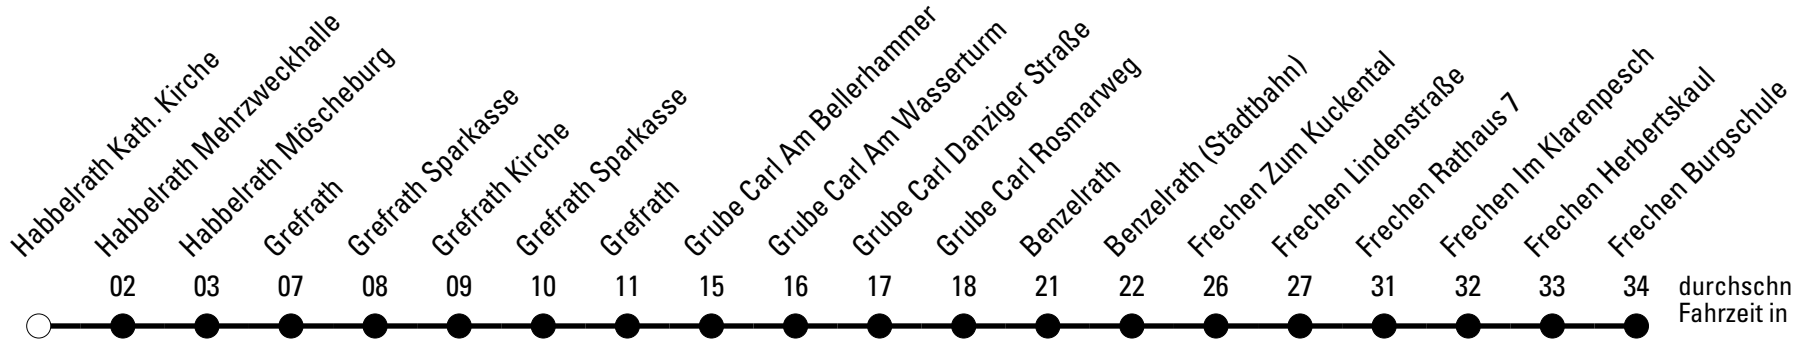 Habbelrath Kath. Kirche
Habbelrath Mehrzweckhalle
Habbelrath Möscheburg
Grefrath
Grefrath Sparkasse
Grefrath Kirche
Grefrath Sparkasse
Grefrath
Grube Carl Am Bellerhammer
Grube Carl Am Wasserturm
Grube Carl Danziger Straße
Grube Carl Rosmarweg
Benzelrath
Benzelrath (Stadtbahn)
Frechen Zum Kuckental
Frechen Lindenstraße
Frechen Rathaus 7
Frechen Im Klarenpesch
Frechen Herbertskaul
Frechen Burgschule
02 03 07 08 09 10 11 15 16 17 18 21 22 26 27 31 32 33 34 durchschn
Fahrzeit in